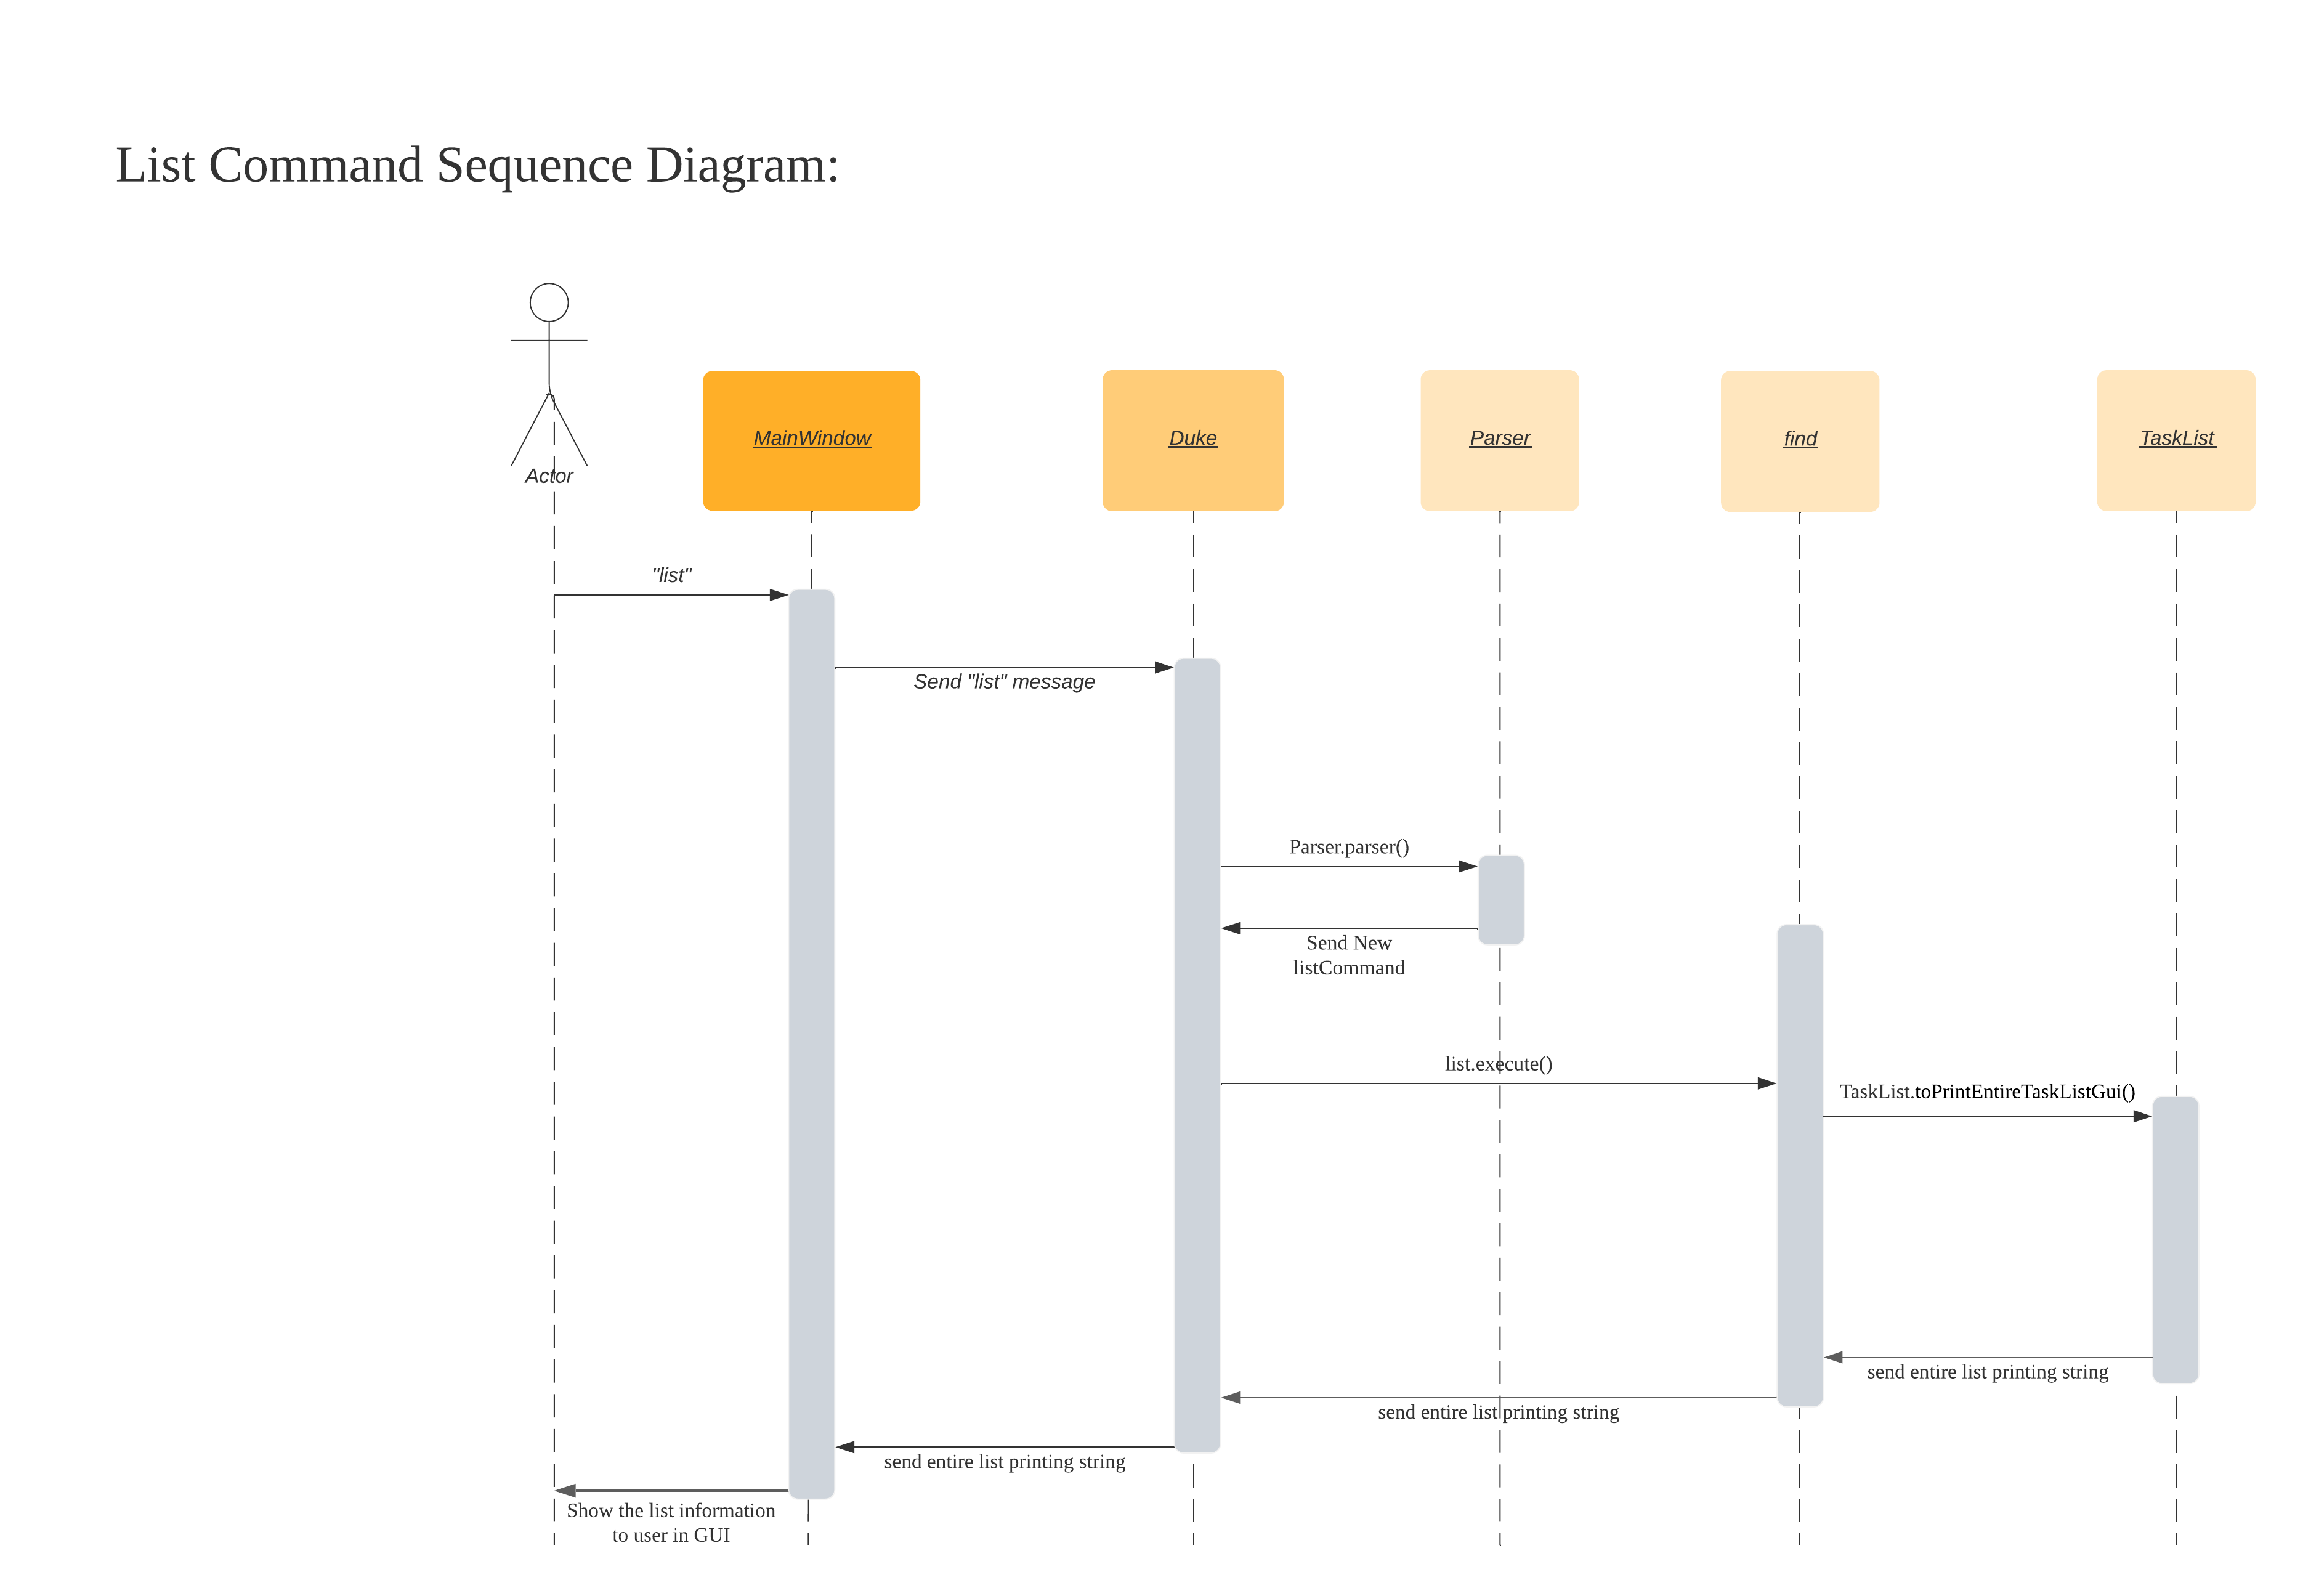 List Command Sequence Diagram:
Actor
MainWindow
Duke
Parser
find
TaskList
"list"
Send "list" message
Parser.parser()
Send New
listCommand
list.execute()
TaskList.toPrintEntireTaskListGui()
send entire list printing string
send entire list printing string
send entire list printing string
Show the list information
to user in GUI